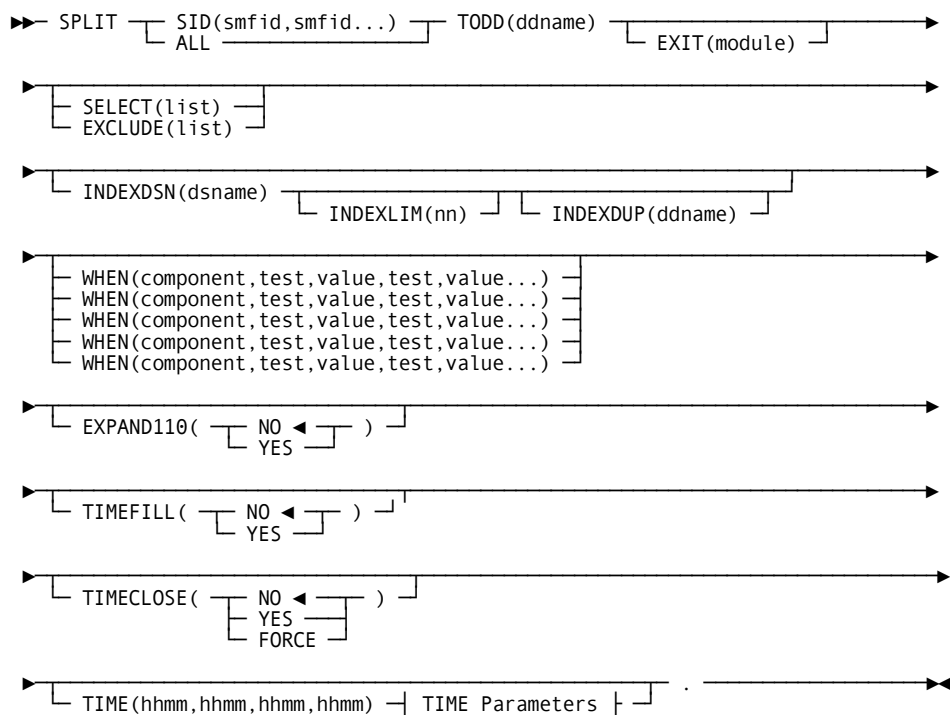 SPLIT SID(smfid,smfid...) TODD(ddname)
ALL EXIT(module)
SELECT(list)
EXCLUDE(list)
INDEXDSN(dsname)
INDEXLIM(nn) INDEXDUP(ddname)
WHEN(component,test,value,test,value...)
WHEN(component,test,value,test,value...)
WHEN(component,test,value,test,value...)
WHEN(component,test,value,test,value...)
WHEN(component,test,value,test,value...)
EXPAND110( NO )
YES
TIMEFILL( NO )
YES
TIMECLOSE( NO )
YES
FORCE
.
TIME(hhmm,hhmm,hhmm,hhmm) TIME Parameters